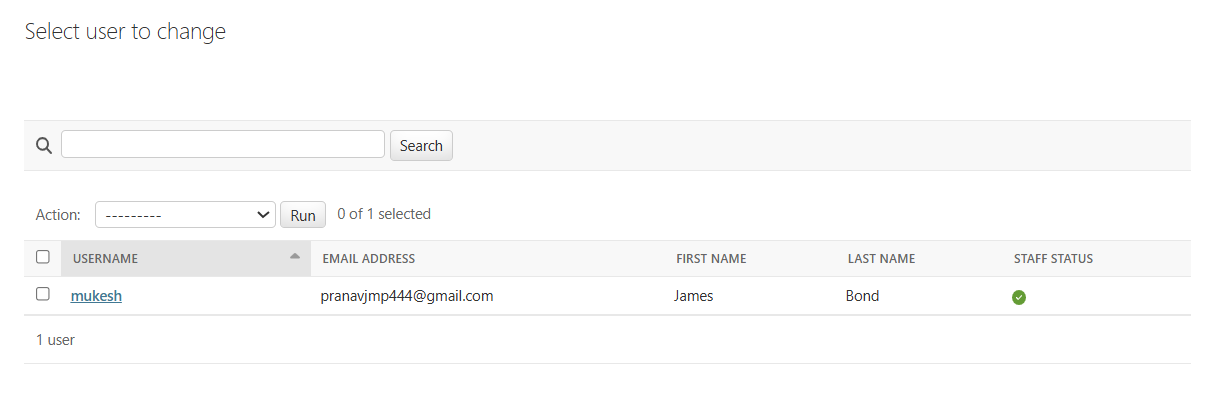 Select user to change
Search
Action: --------- Run 0 of 1 selected
USERNAME EMAIL ADDRESS FIRST NAME LAST NAME STAFF STATUS
mukesh pranavjmp444@gmail.com James Bond
1 user